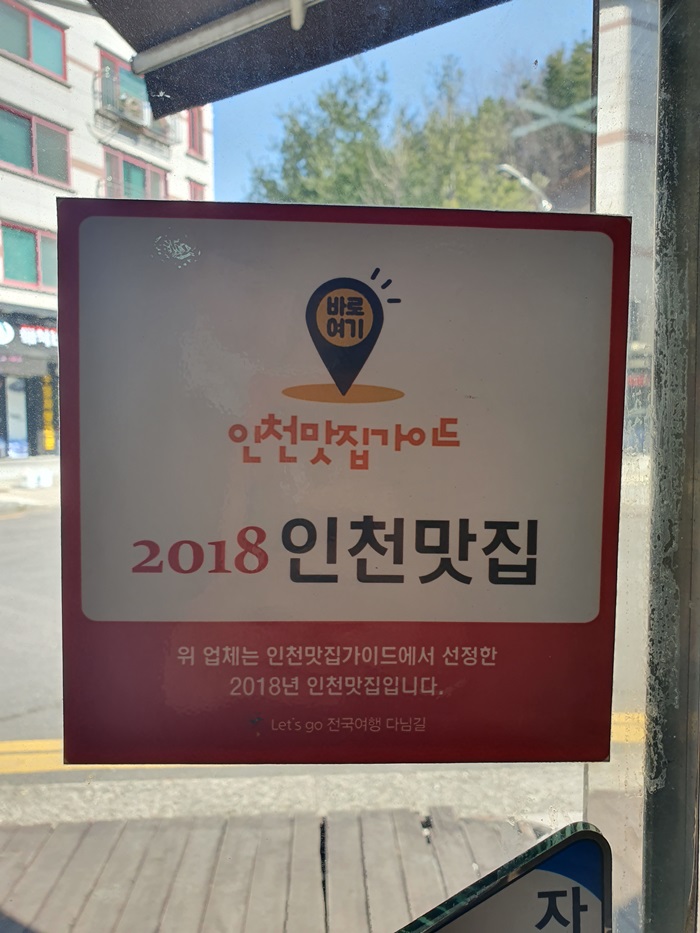 바로
여기
인천맛집가이드
2018 인천맛집
위 업체는 인천맛집가이드에서 선정한
2018년 인천맛집입니다.
Let's go 전국여행 다님길
자